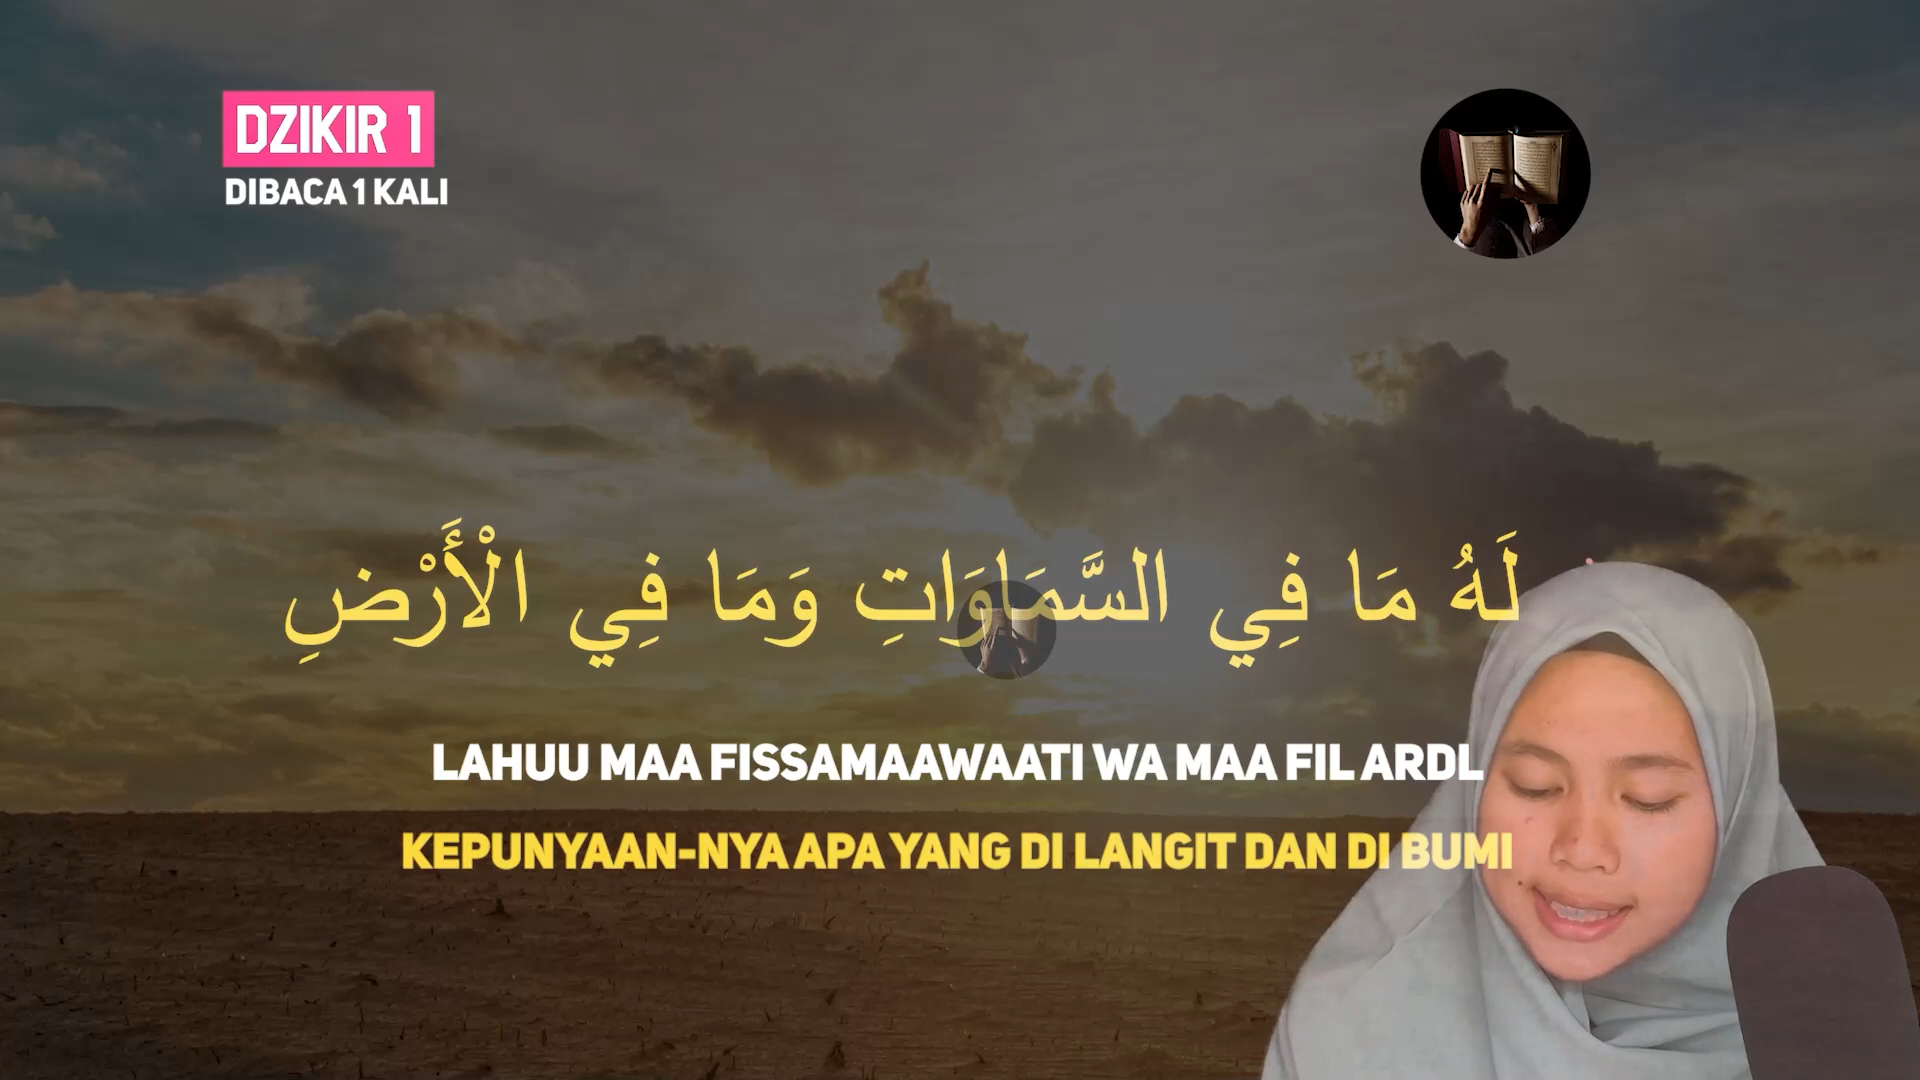 DZIKIR 1
DIBACA 1 KALI
لَهُ مَا فِي السَّمَاوَاتِ وَمَا فِي الْأَرْضِ
LAHUU MAA FISSAMAAWAATI WA MAA FIL ARDL
KEPUNYAAN-NYA APA YANG DI LANGIT DAN DI BUMI